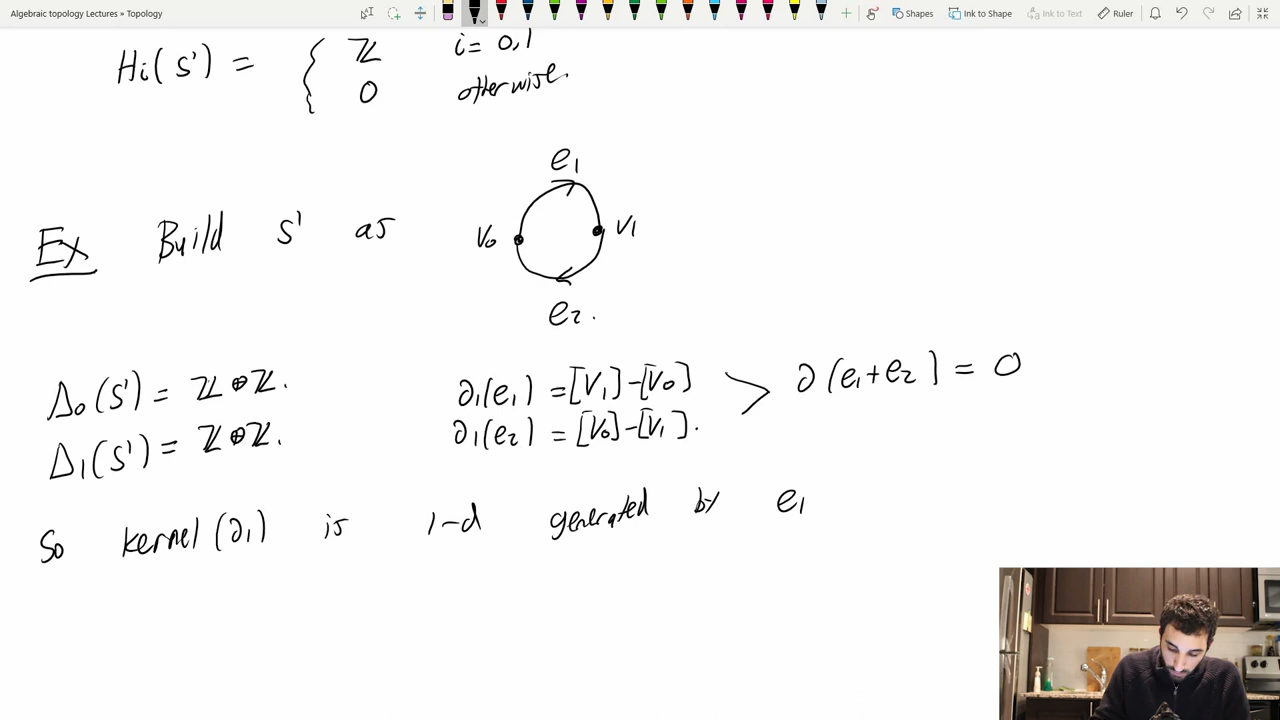 Algebraic topology Lectures » Topology
Shapes Ink to Shape Ink to Text Ruler
Hi(S¹) = { ℤ i = 0,1
0 otherwise.
e₁
Ex Build S¹ as V₀ V₁
e₂.
Δ₀(S¹) = ℤ⊕ℤ. ∂₁(e₁) = [V₁]-[V₀] > ∂(e₁+e₂) = 0
Δ₁(S¹) = ℤ⊕ℤ. ∂₁(e₂) = [V₀]-[V₁].
So kernel(∂₁) is 1-d generated by e₁